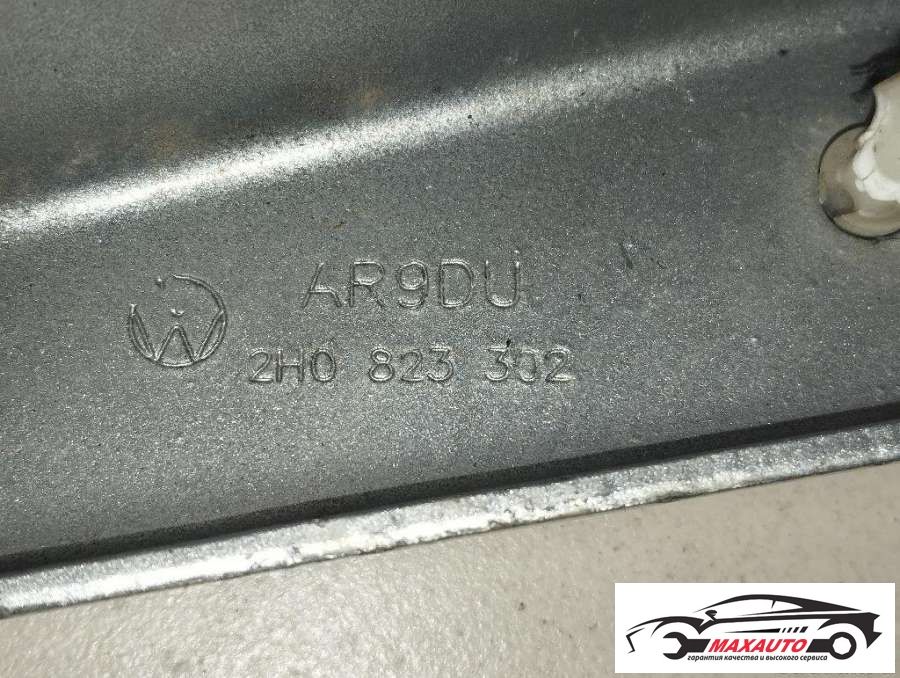 AR9DU
2H0 823 302
MAXAUTO
гарантия качества и высокого сервиса